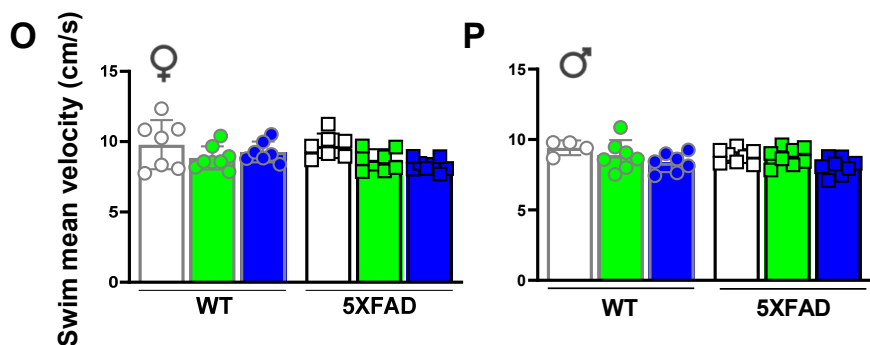 O
♀
Swim mean velocity (cm/s)
15
10
5
0
WT
5XFAD
P
♂
15
10
5
0
WT
5XFAD